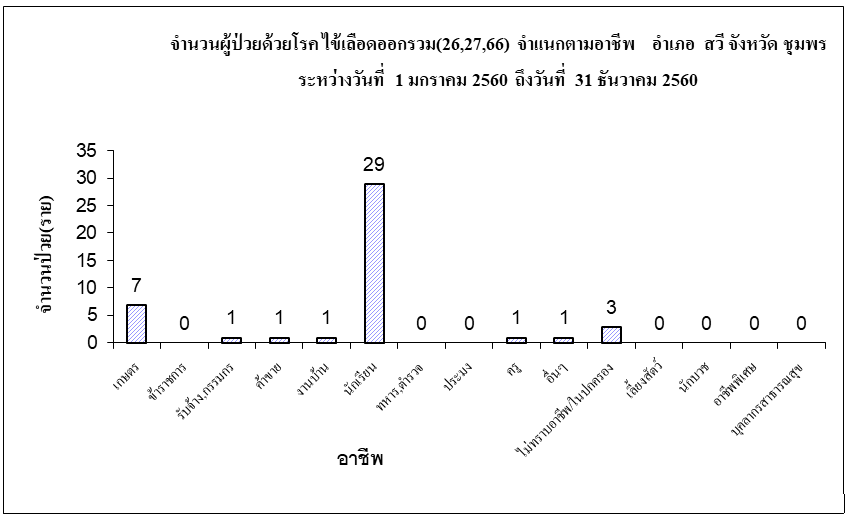 จำนวนผู้ป่วยด้วยโรค ไข้เลือดออกรวม(26,27,66) จำแนกตามอาชีพ อำเภอ สวี จังหวัด ชุมพร
ระหว่างวันที่ 1 มกราคม 2560 ถึงวันที่ 31 ธันวาคม 2560
จำนวนป่วย(ราย)
35
30
25
20
15
10
5
0
7
0
1
1
1
29
0
0
1
1
3
0
0
0
0
เกษตร
ข้าราชการ
รับจ้าง,กรรมกร
ค้าขาย
งานบ้าน
นักเรียน
ทหาร,ตำรวจ
ประมง
ครู
อื่นๆ
ไม่ทราบอาชีพ/ในปกครอง
เลี้ยงสัตว์
นักบวช
อาชีพพิเศษ
บุคลากรสาธารณสุข
อาชีพ